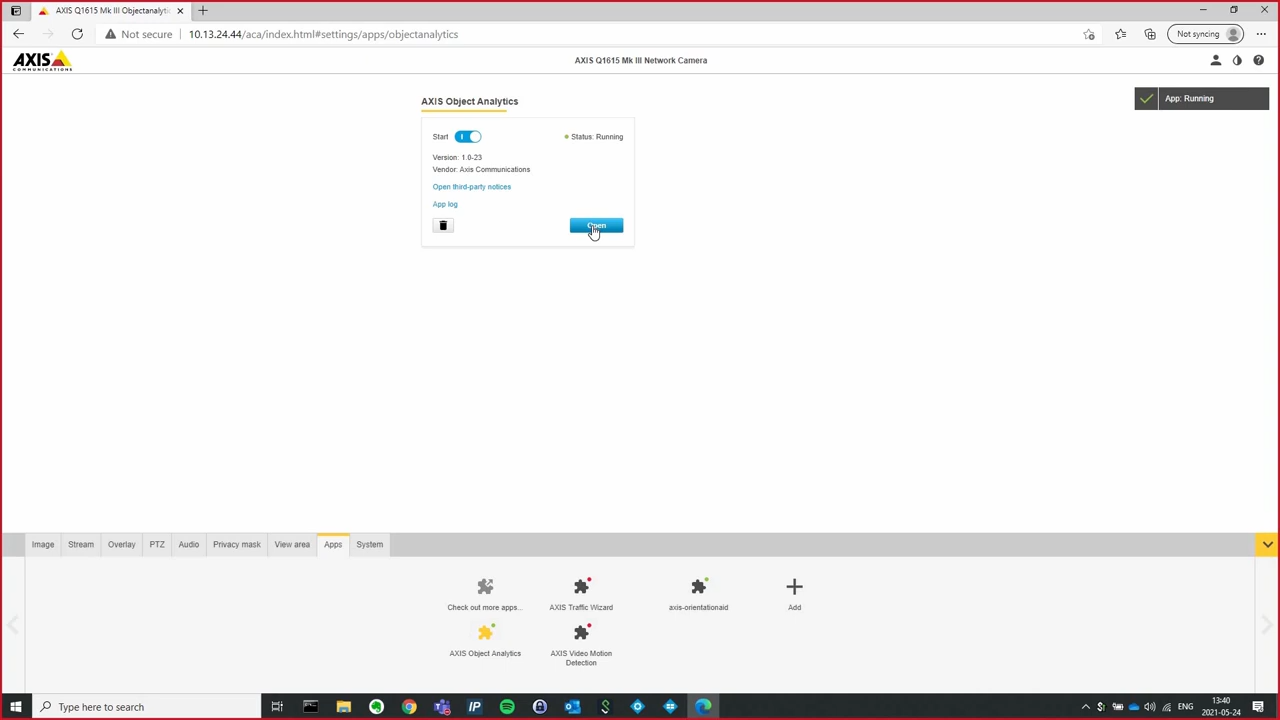 AXIS Q1615 Mk III Objectanalytic
Not secure
10.13.24.44/aca/index.html#settings/apps/objectanalytics
Not syncing
AXIS
COMMUNICATIONS
AXIS Q1615 Mk III Network Camera
App: Running
AXIS Object Analytics
Start
Status: Running
Version: 1.0-23
Vendor: Axis Communications
Open third-party notices
App log
Open
Image
Stream
Overlay
PTZ
Audio
Privacy mask
View area
Apps
System
Check out more apps...
AXIS Traffic Wizard
axis-orientationaid
Add
AXIS Object Analytics
AXIS Video Motion
Detection
Type here to search
IP
ENG
13:40
2021-05-24